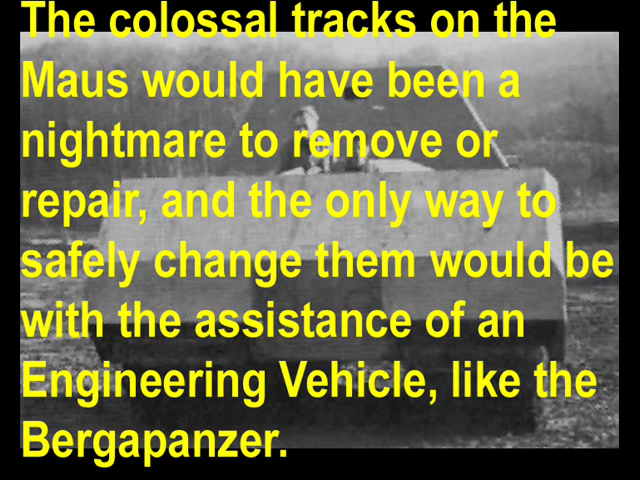 The colossal tracks on the
Maus would have been a
nightmare to remove or
repair, and the only way to
safely change them would be
with the assistance of an
Engineering Vehicle, like the
Bergapanzer.